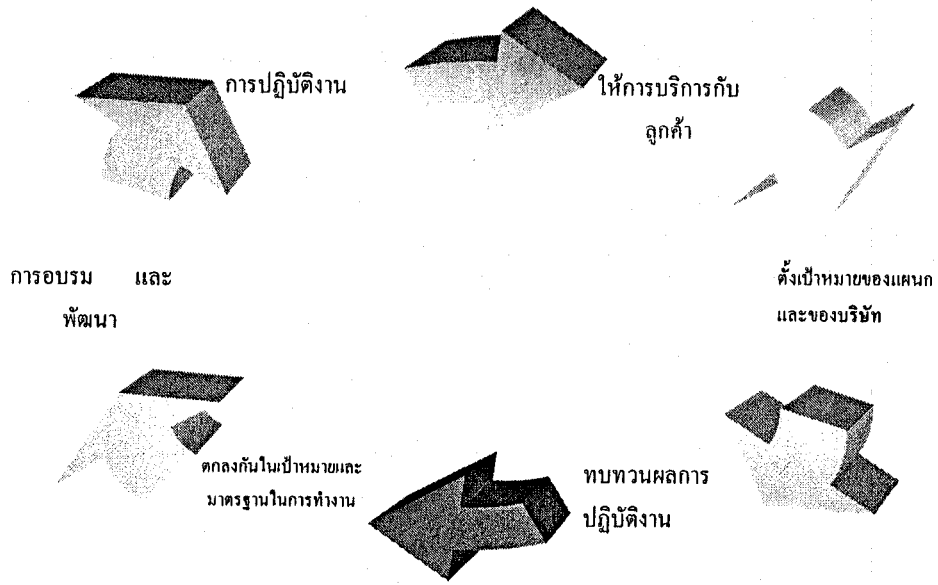 การปฏิบัติงาน
ให้การบริการกับ
ลูกค้า
การอบรม และ
พัฒนา
ตั้งเป้าหมายของแผนก
และของบริษัท
ตกลงกันในเป้าหมายและ
มาตรฐานในการทำงาน
ทบทวนผลการ
ปฏิบัติงาน